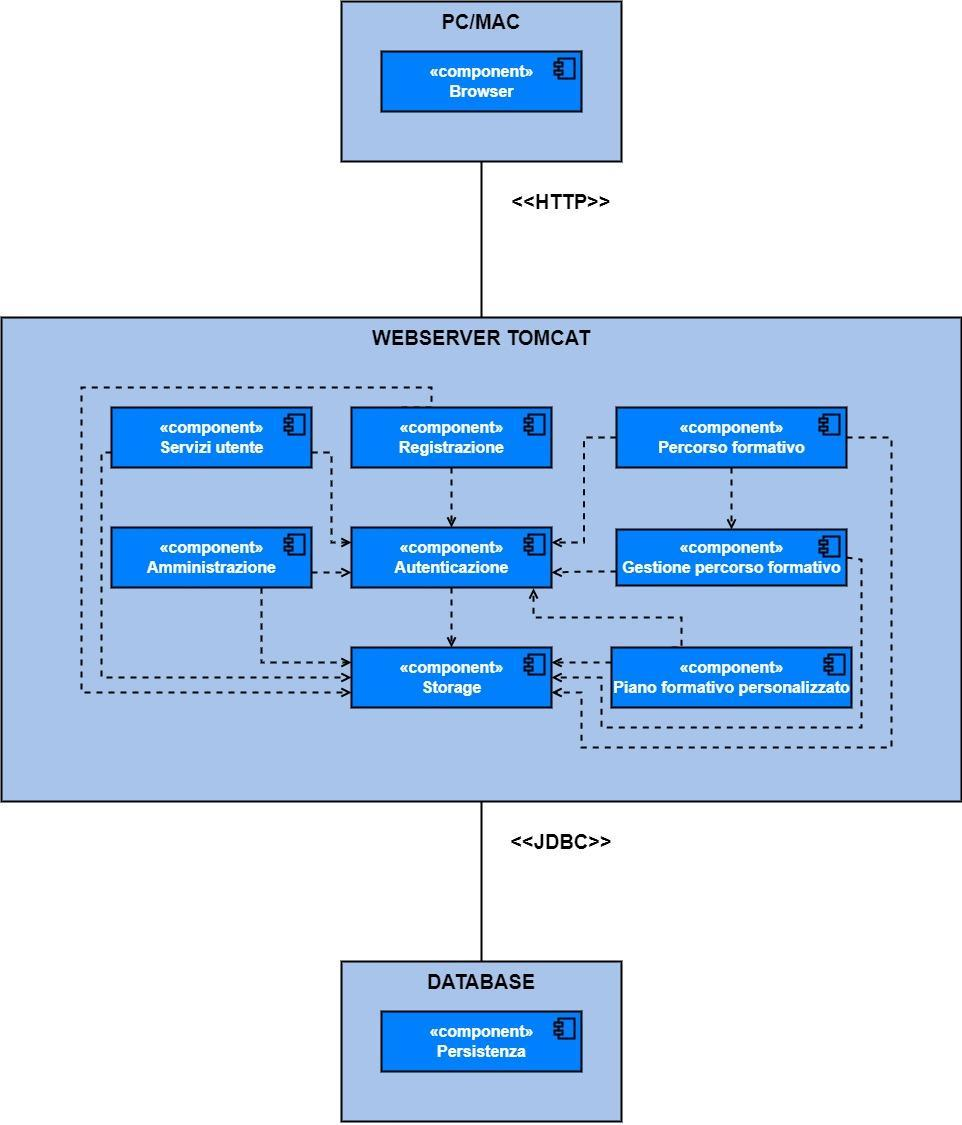 PC/MAC
«component»
Browser
<<HTTP>>
WEBSERVER TOMCAT
«component»
Servizi utente
«component»
Registrazione
«component»
Percorso formativo
«component»
Amministrazione
«component»
Autenticazione
«component»
Gestione percorso formativo
«component»
Storage
«component»
Piano formativo personalizzato
<<JDBC>>
DATABASE
«component»
Persistenza